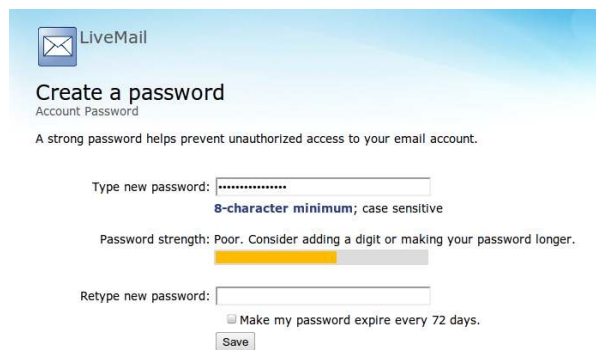 LiveMail
Create a password
Account Password
A strong password helps prevent unauthorized access to your email account.
Type new password: ••••••••••••••••
8-character minimum; case sensitive
Password strength: Poor. Consider adding a digit or making your password longer.
Retype new password:
Make my password expire every 72 days.
Save